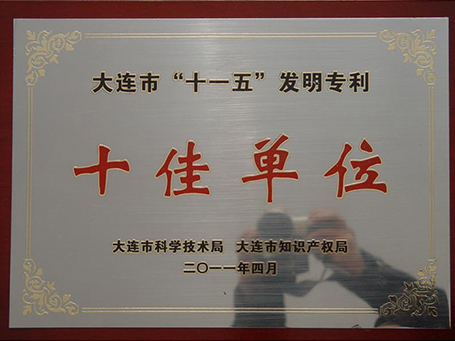 大连市“十一五”发明专利
十佳单位
大连市科学技术局 大连市知识产权局
二〇一一年四月